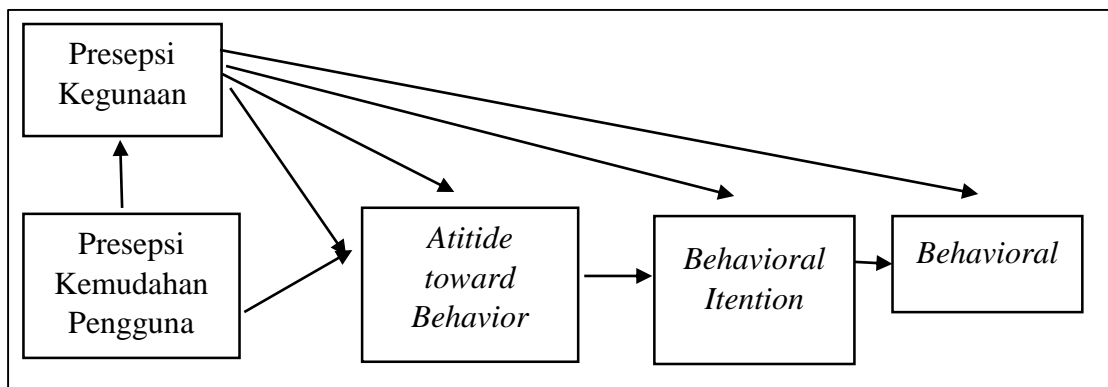 Presepsi
Kegunaan
Presepsi
Kemudahan
Pengguna
Atitide
toward
Behavior
Behavioral
Itention
Behavioral